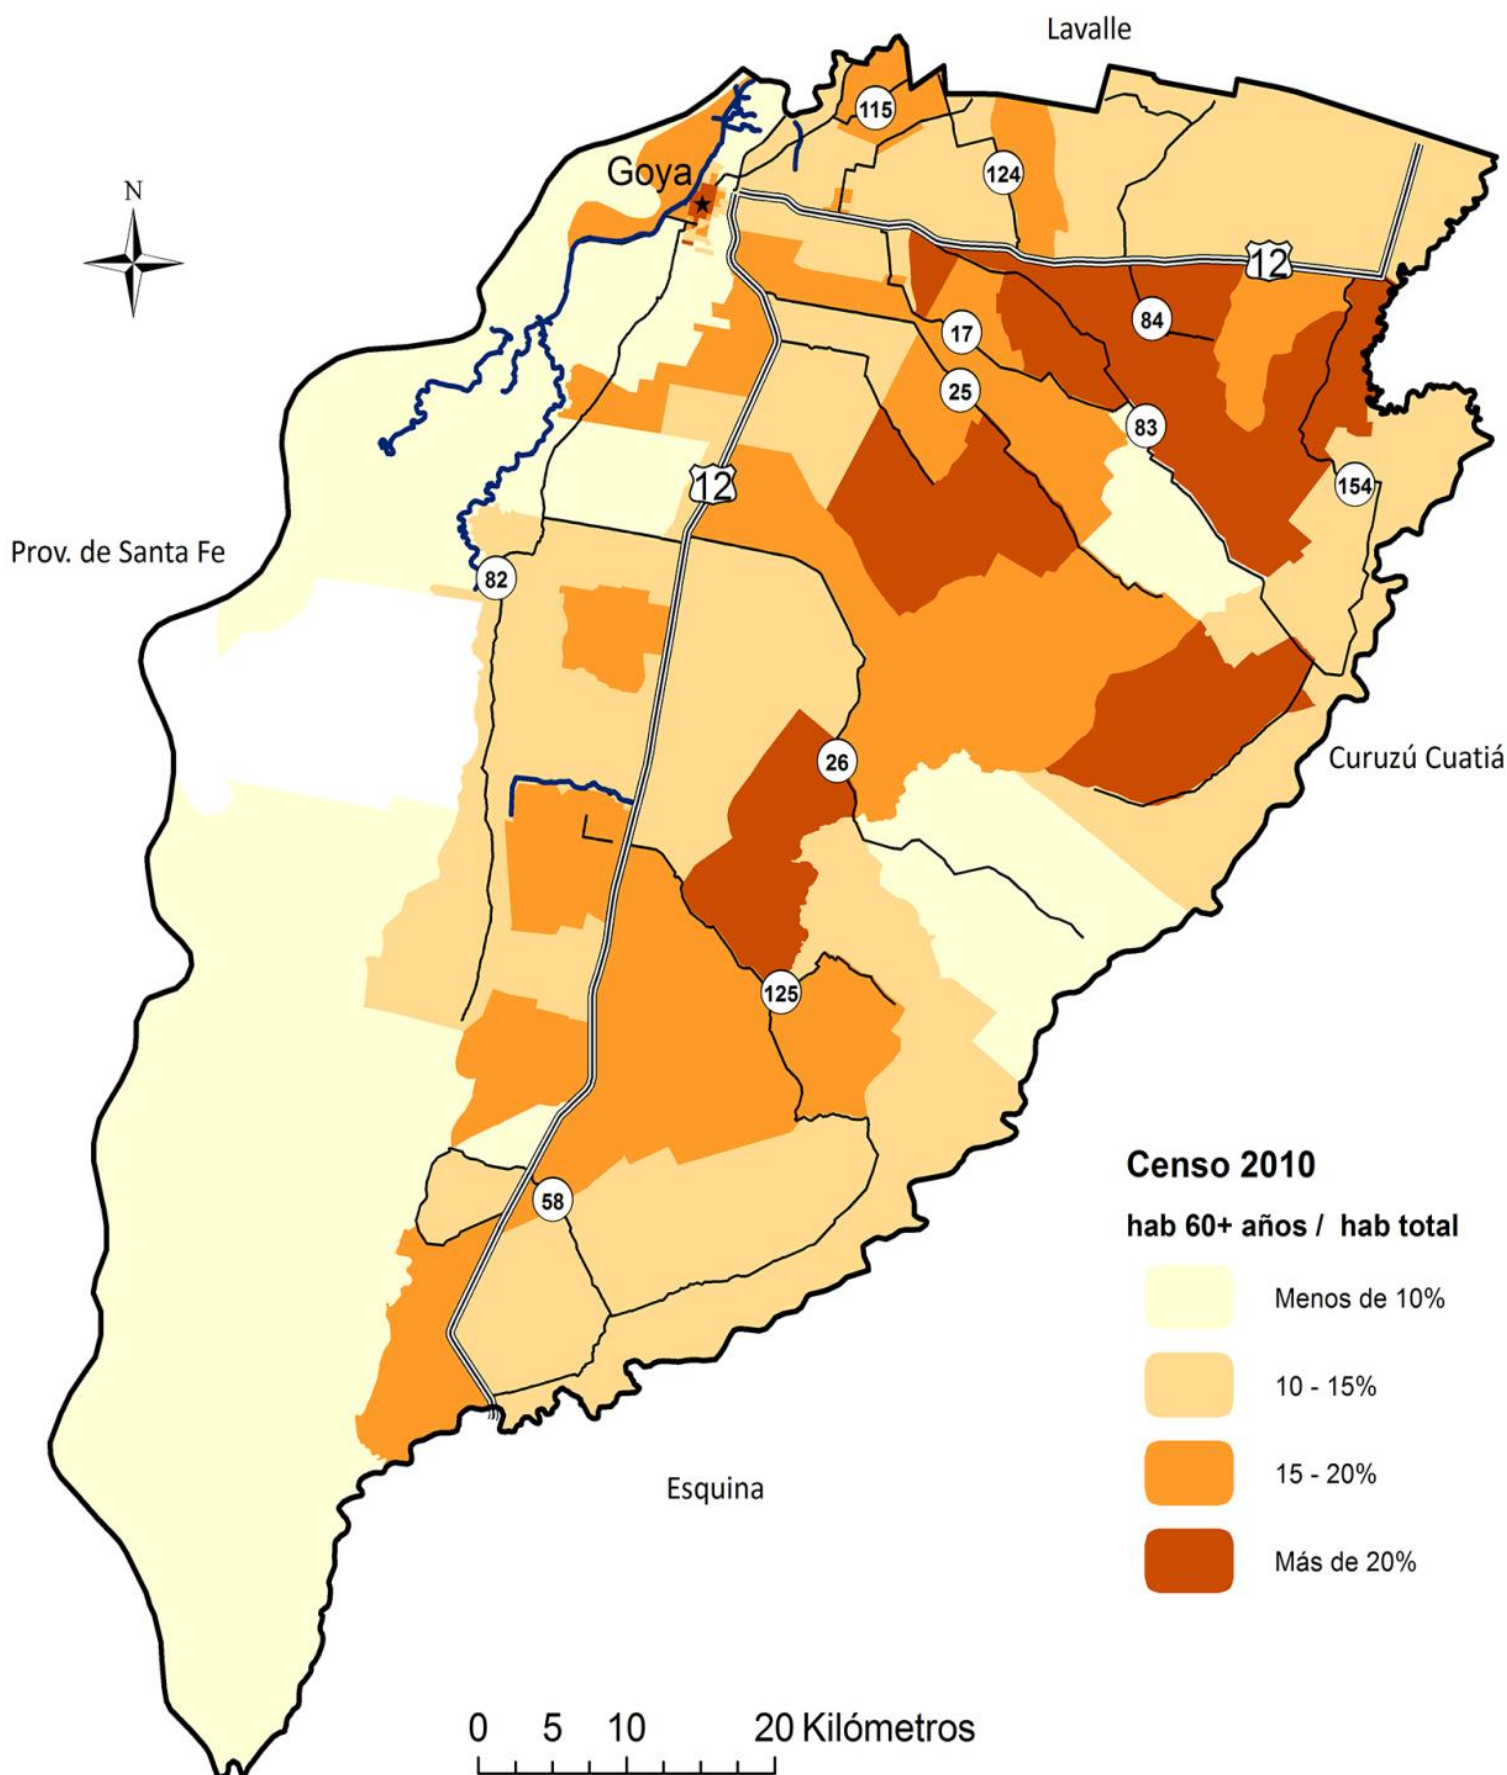 Lavalle
115
Goya
124
N
12
84
17
25
83
12
154
Prov. de Santa Fe
82
26
Curuzú Cuatiá
125
Censo 2010
hab 60+ años / hab total
58
Menos de 10%
10 - 15%
15 - 20%
Esquina
Más de 20%
0 5 10 20 Kilómetros